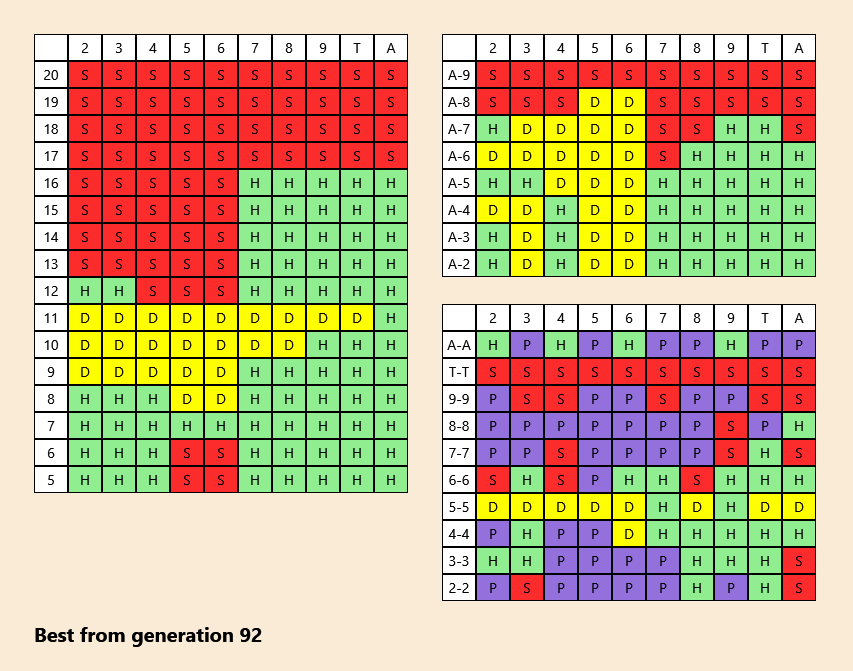 2 3 4 5 6 7 8 9 T A
20 S S S S S S S S S S
19 S S S S S S S S S S
18 S S S S S S S S S S
17 S S S S S S S S S S
16 S S S S S H H H H H
15 S S S S S H H H H H
14 S S S S S H H H H H
13 S S S S S H H H H H
12 H H S S S H H H H H
11 D D D D D D D D D H
10 D D D D D D D H H H
9 D D D D D H H H H H
8 H H H D D H H H H H
7 H H H H H H H H H H
6 H H H S S H H H H H
5 H H H S S H H H H H
2 3 4 5 6 7 8 9 T A
A-9 S S S S S S S S S S
A-8 S S S D D S S S S S
A-7 H D D D D S S H H S
A-6 D D D D D S H H H H
A-5 H H D D D H H H H H
A-4 D D H D D H H H H H
A-3 H D H D D H H H H H
A-2 H D H D D H H H H H
2 3 4 5 6 7 8 9 T A
A-A H P H P H P P H P P
T-T S S S S S S S S S S
9-9 P S S P P S P P S S
8-8 P P P P P P P S P H
7-7 P P S P P P P S H S
6-6 S H S P H H S H H H
5-5 D D D D D H D H D D
4-4 P H P P D H H H H H
3-3 H H P P P P H H H S
2-2 P S P P P P H P H S
Best from generation 92